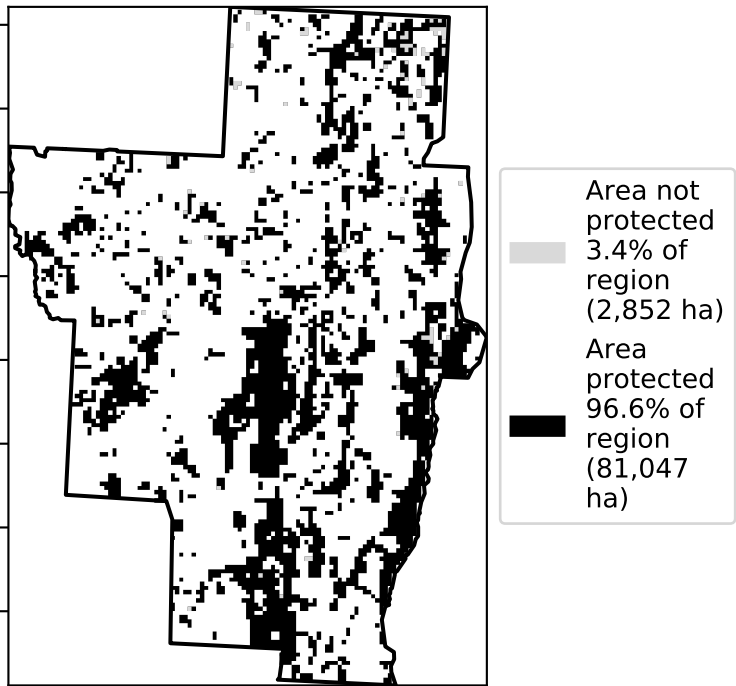 Area not
protected
3.4% of
region
(2,852 ha)
Area
protected
96.6% of
region
(81,047
ha)